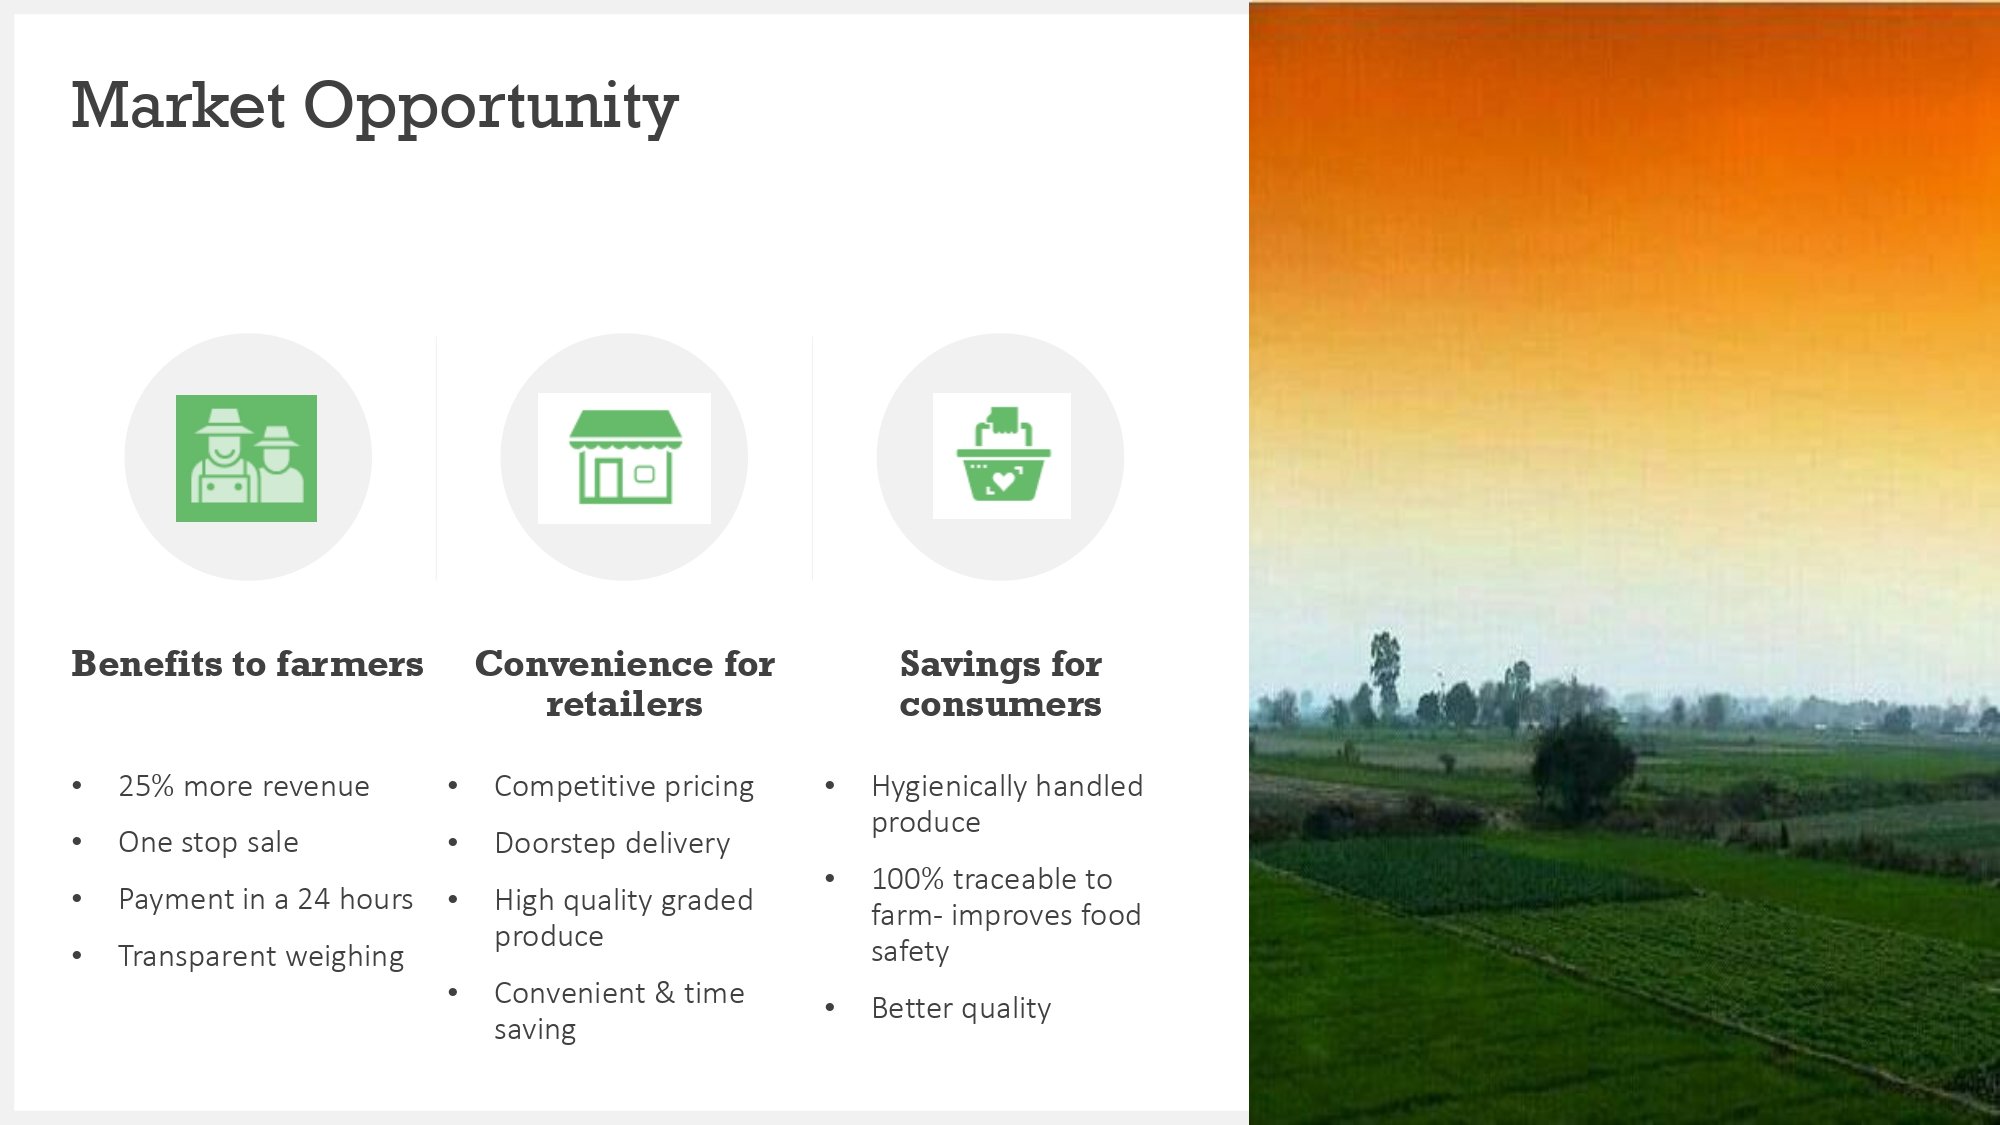 Market Opportunity
Benefits to farmers
• 25% more revenue
• One stop sale
• Payment in a 24 hours
• Transparent weighing
Convenience for
retailers
• Competitive pricing
• Doorstep delivery
• High quality graded
produce
• Convenient & time
saving
Savings for
consumers
• Hygienically handled
produce
• 100% traceable to
farm- improves food
safety
• Better quality